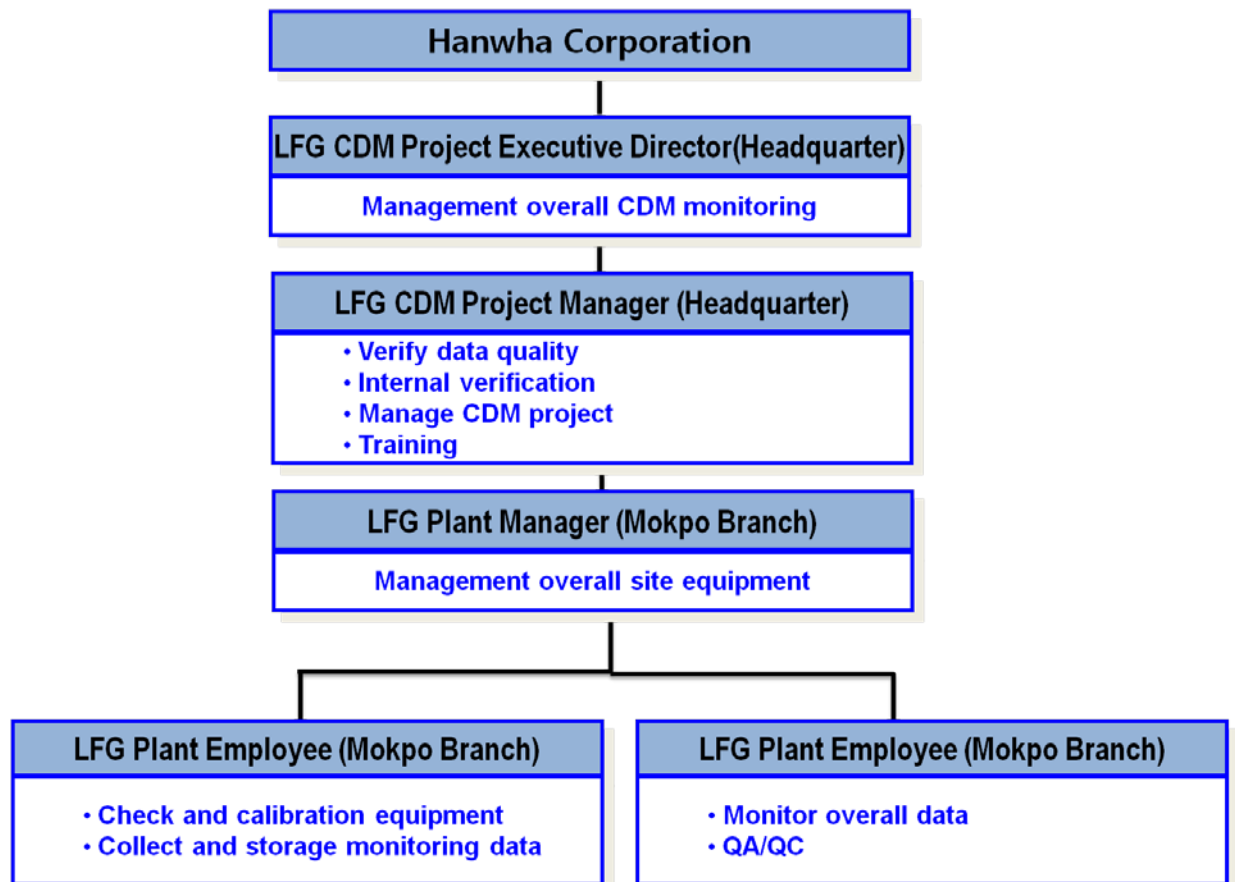 Hanwha Corporation
LFG CDM Project Executive Director(Headquarter)
Management overall CDM monitoring
LFG CDM Project Manager (Headquarter)
• Verify data quality
• Internal verification
• Manage CDM project
• Training
LFG Plant Manager (Mokpo Branch)
Management overall site equipment
LFG Plant Employee (Mokpo Branch)
• Check and calibration equipment
• Collect and storage monitoring data
LFG Plant Employee (Mokpo Branch)
• Monitor overall data
• QA/QC